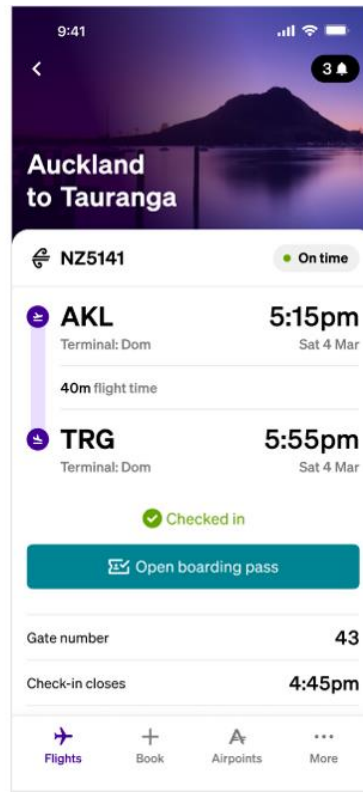 9:41
3
Auckland
to Tauranga
NZ5141
On time
AKL 5:15pm
Terminal: Dom Sat 4 Mar
40m flight time
TRG 5:55pm
Terminal: Dom Sat 4 Mar
Checked in
Open boarding pass
Gate number 43
Check-in closes 4:45pm
Flights Book Airpoints More